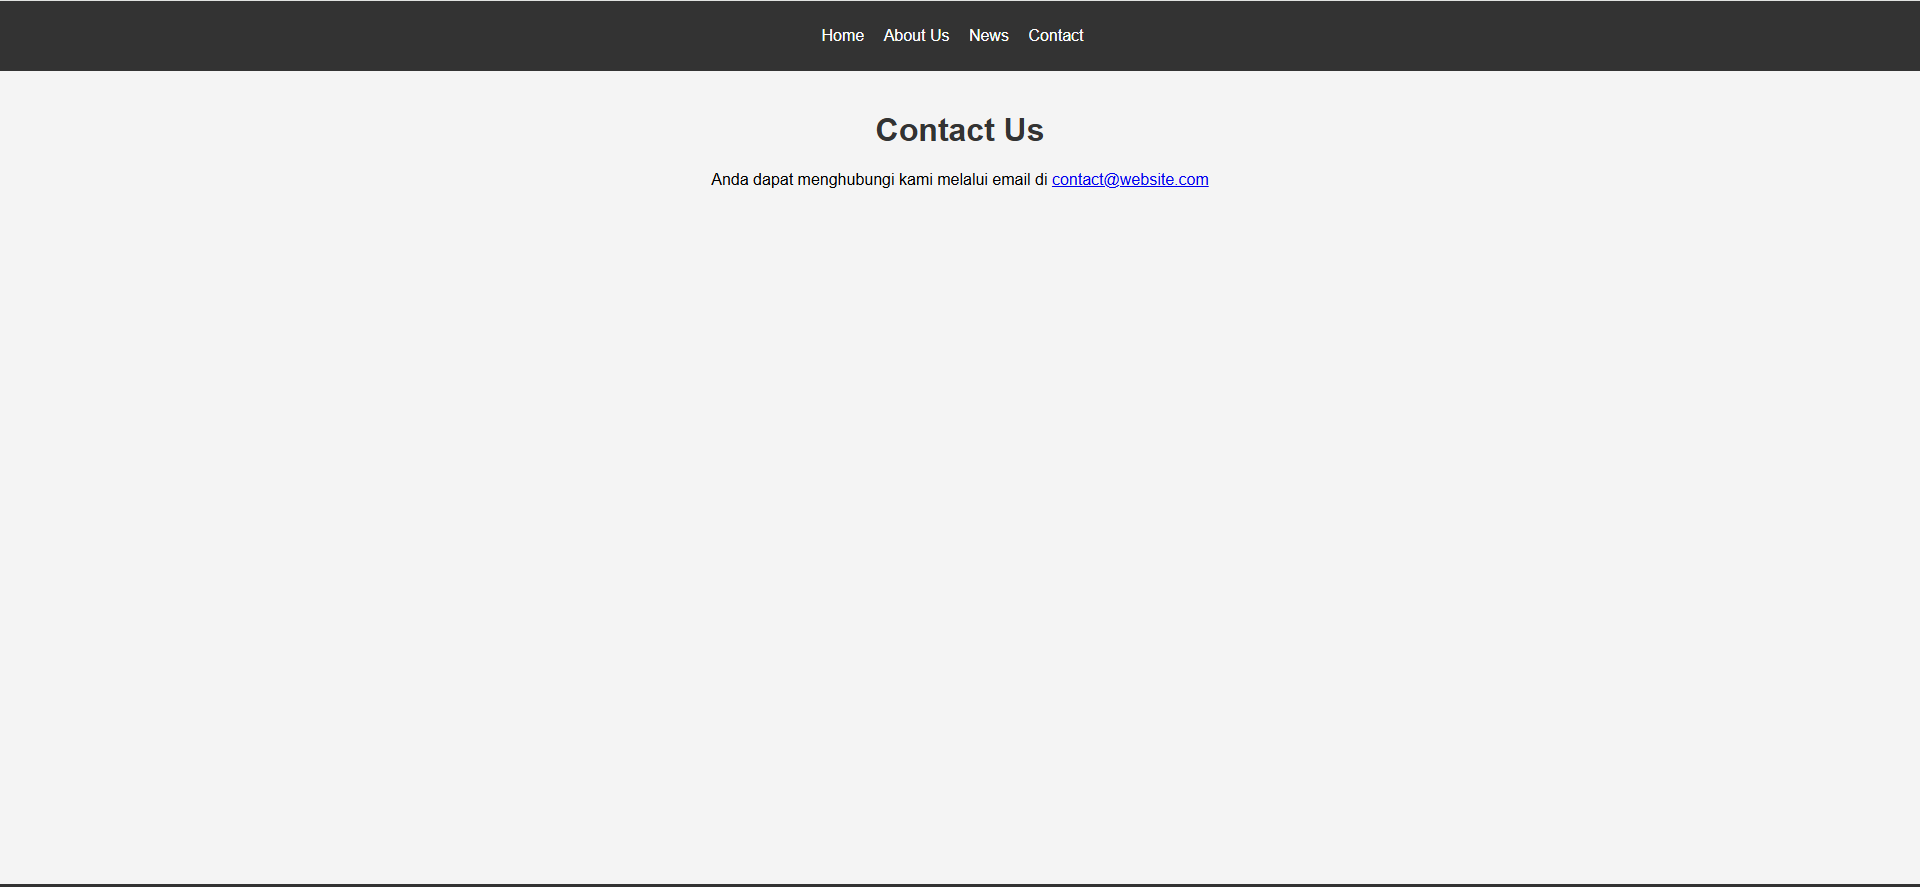 Home About Us News Contact
Contact Us
Anda dapat menghubungi kami melalui email di contact@website.com